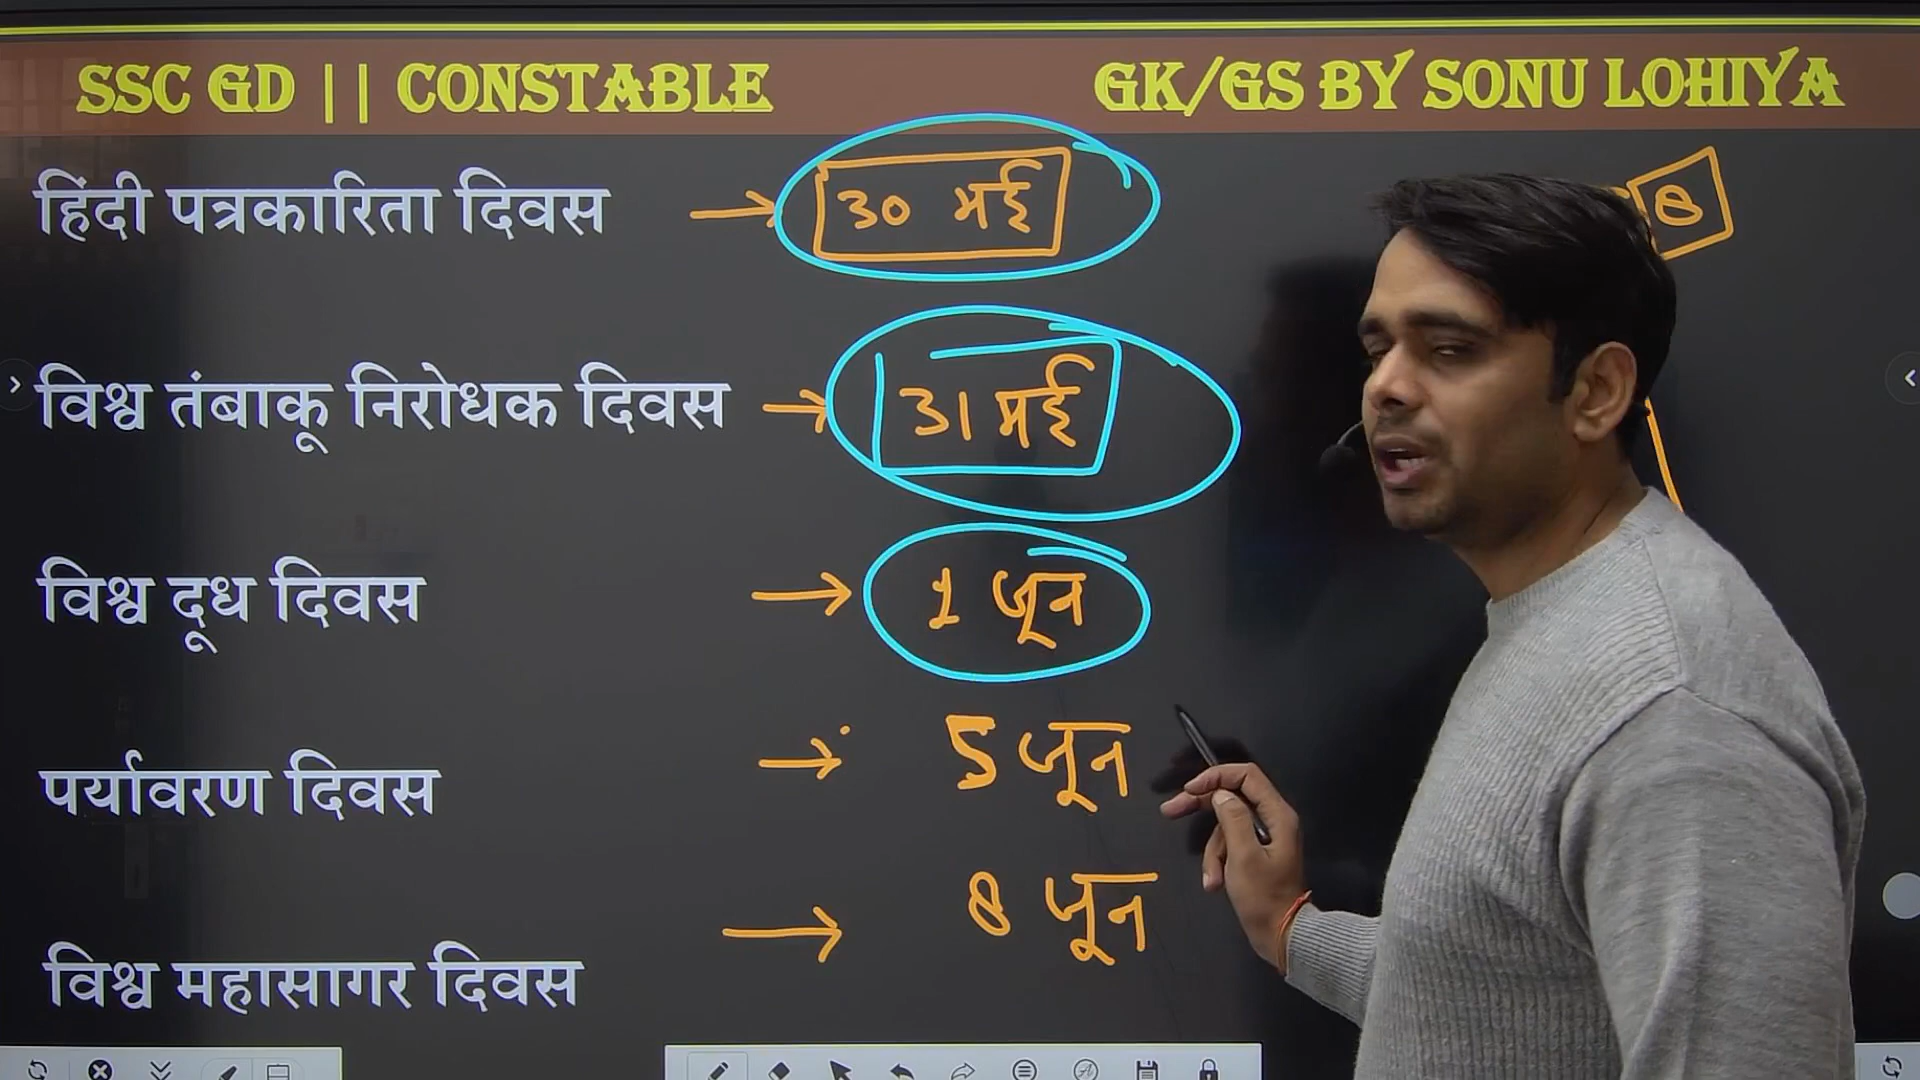 SSC GD || CONSTABLE GK/GS BY SONU LOHIYA
हिंदी पत्रकारिता दिवस → 30 मई 8
विश्व तंबाकू निरोधक दिवस → 31 मई
विश्व दूध दिवस → 1 जून
पर्यावरण दिवस → 5 जून
विश्व महासागर दिवस → 8 जून